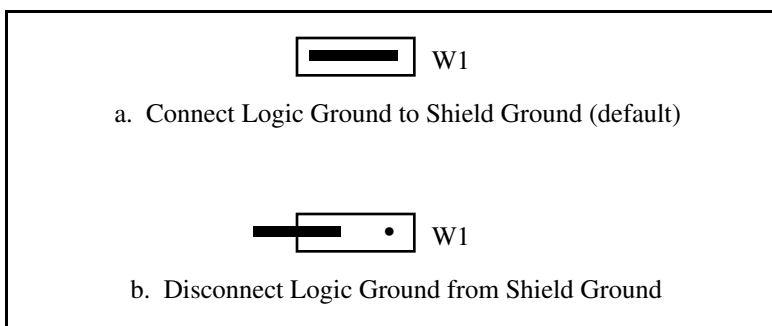 W1
a. Connect Logic Ground to Shield Ground (default)
W1
b. Disconnect Logic Ground from Shield Ground